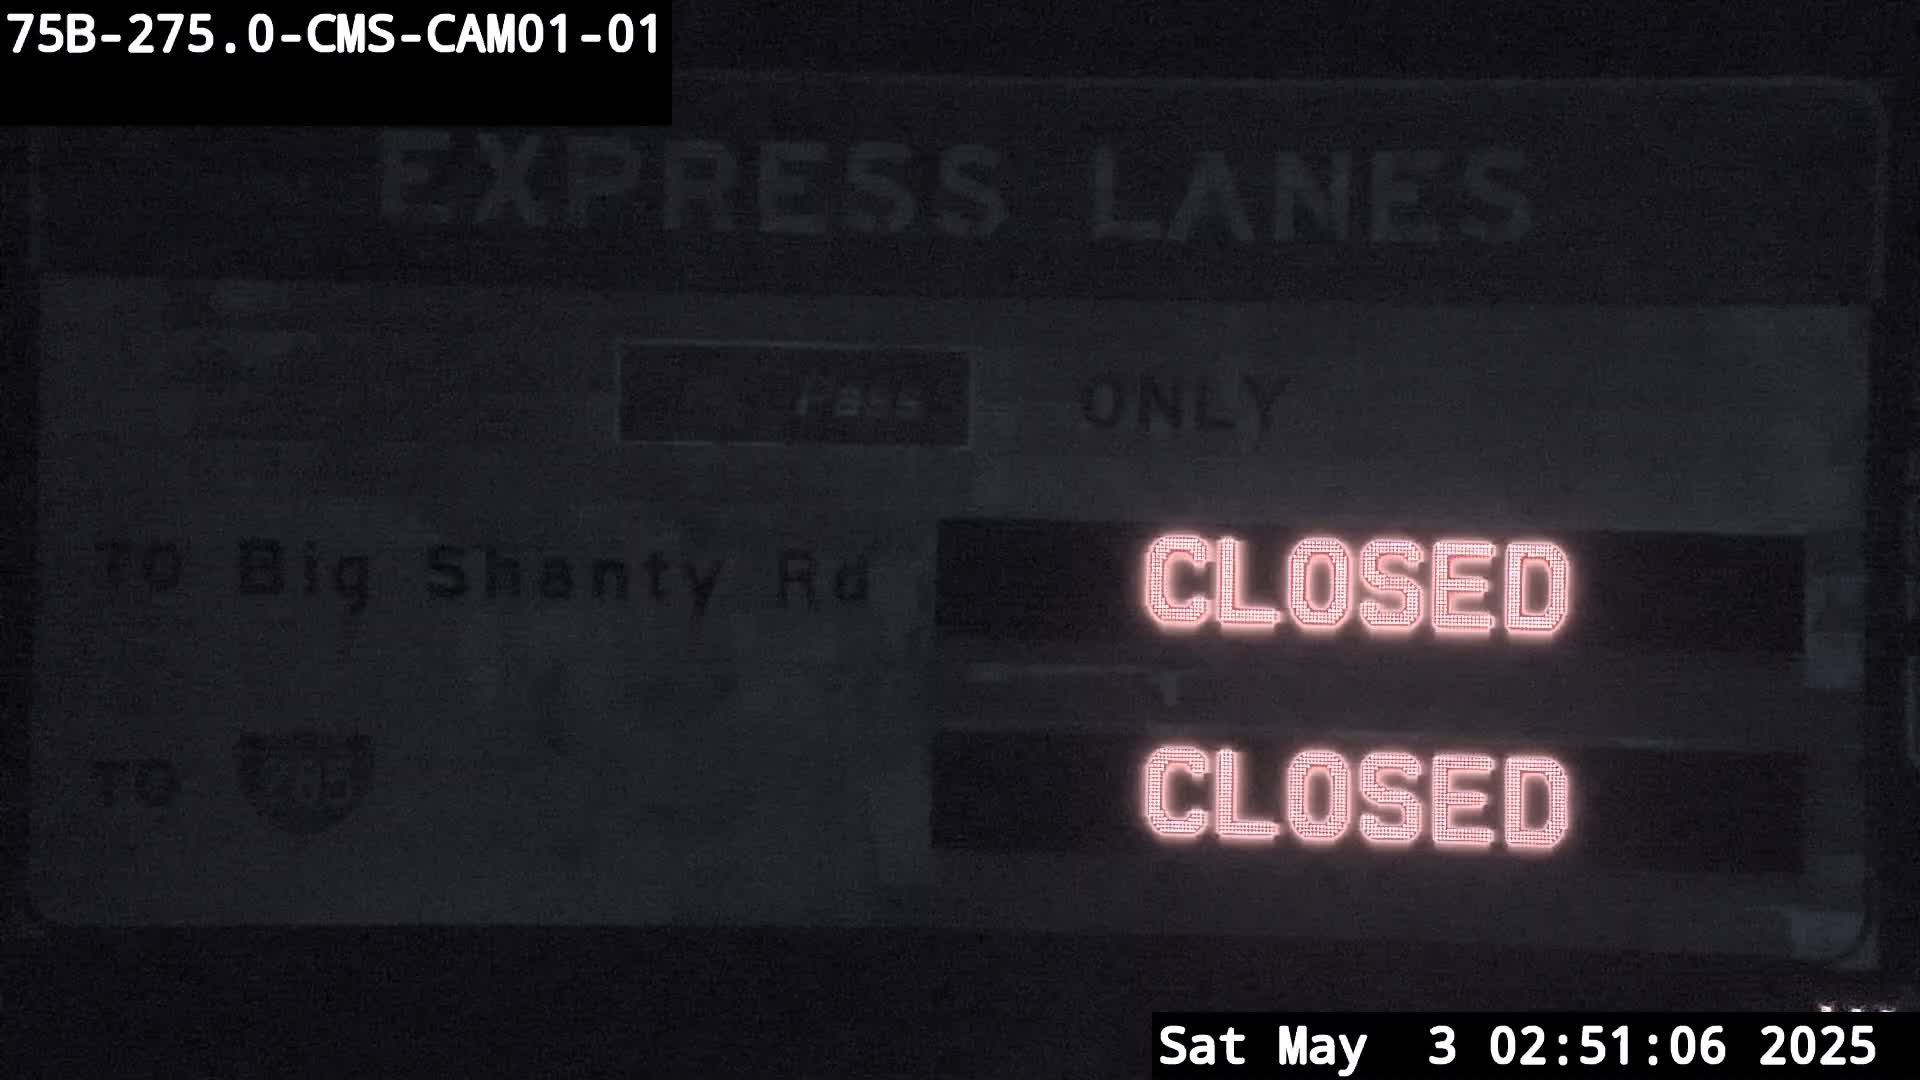 75B-275.0-CMS-CAM01-01
EXPRESS LANES
Pass ONLY
TO Big Shanty Rd CLOSED
TO CLOSED
Sat May 3 02:51:06 2025